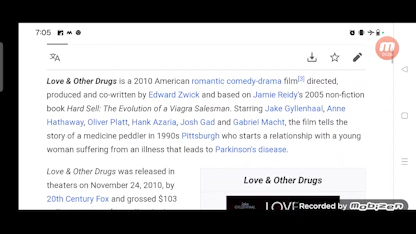 7:05
Love & Other Drugs is a 2010 American romantic comedy-drama film[3] directed,
produced and co-written by Edward Zwick and based on Jamie Reidy's 2005 non-fiction
book Hard Sell: The Evolution of a Viagra Salesman. Starring Jake Gyllenhaal, Anne
Hathaway, Oliver Platt, Hank Azaria, Josh Gad and Gabriel Macht, the film tells the
story of a medicine peddler in 1990s Pittsburgh who starts a relationship with a young
woman suffering from an illness that leads to Parkinson's disease.
Love & Other Drugs was released in
theaters on November 24, 2010, by
20th Century Fox and grossed $103
Love & Other Drugs
LOVE
Recorded by Mobizen